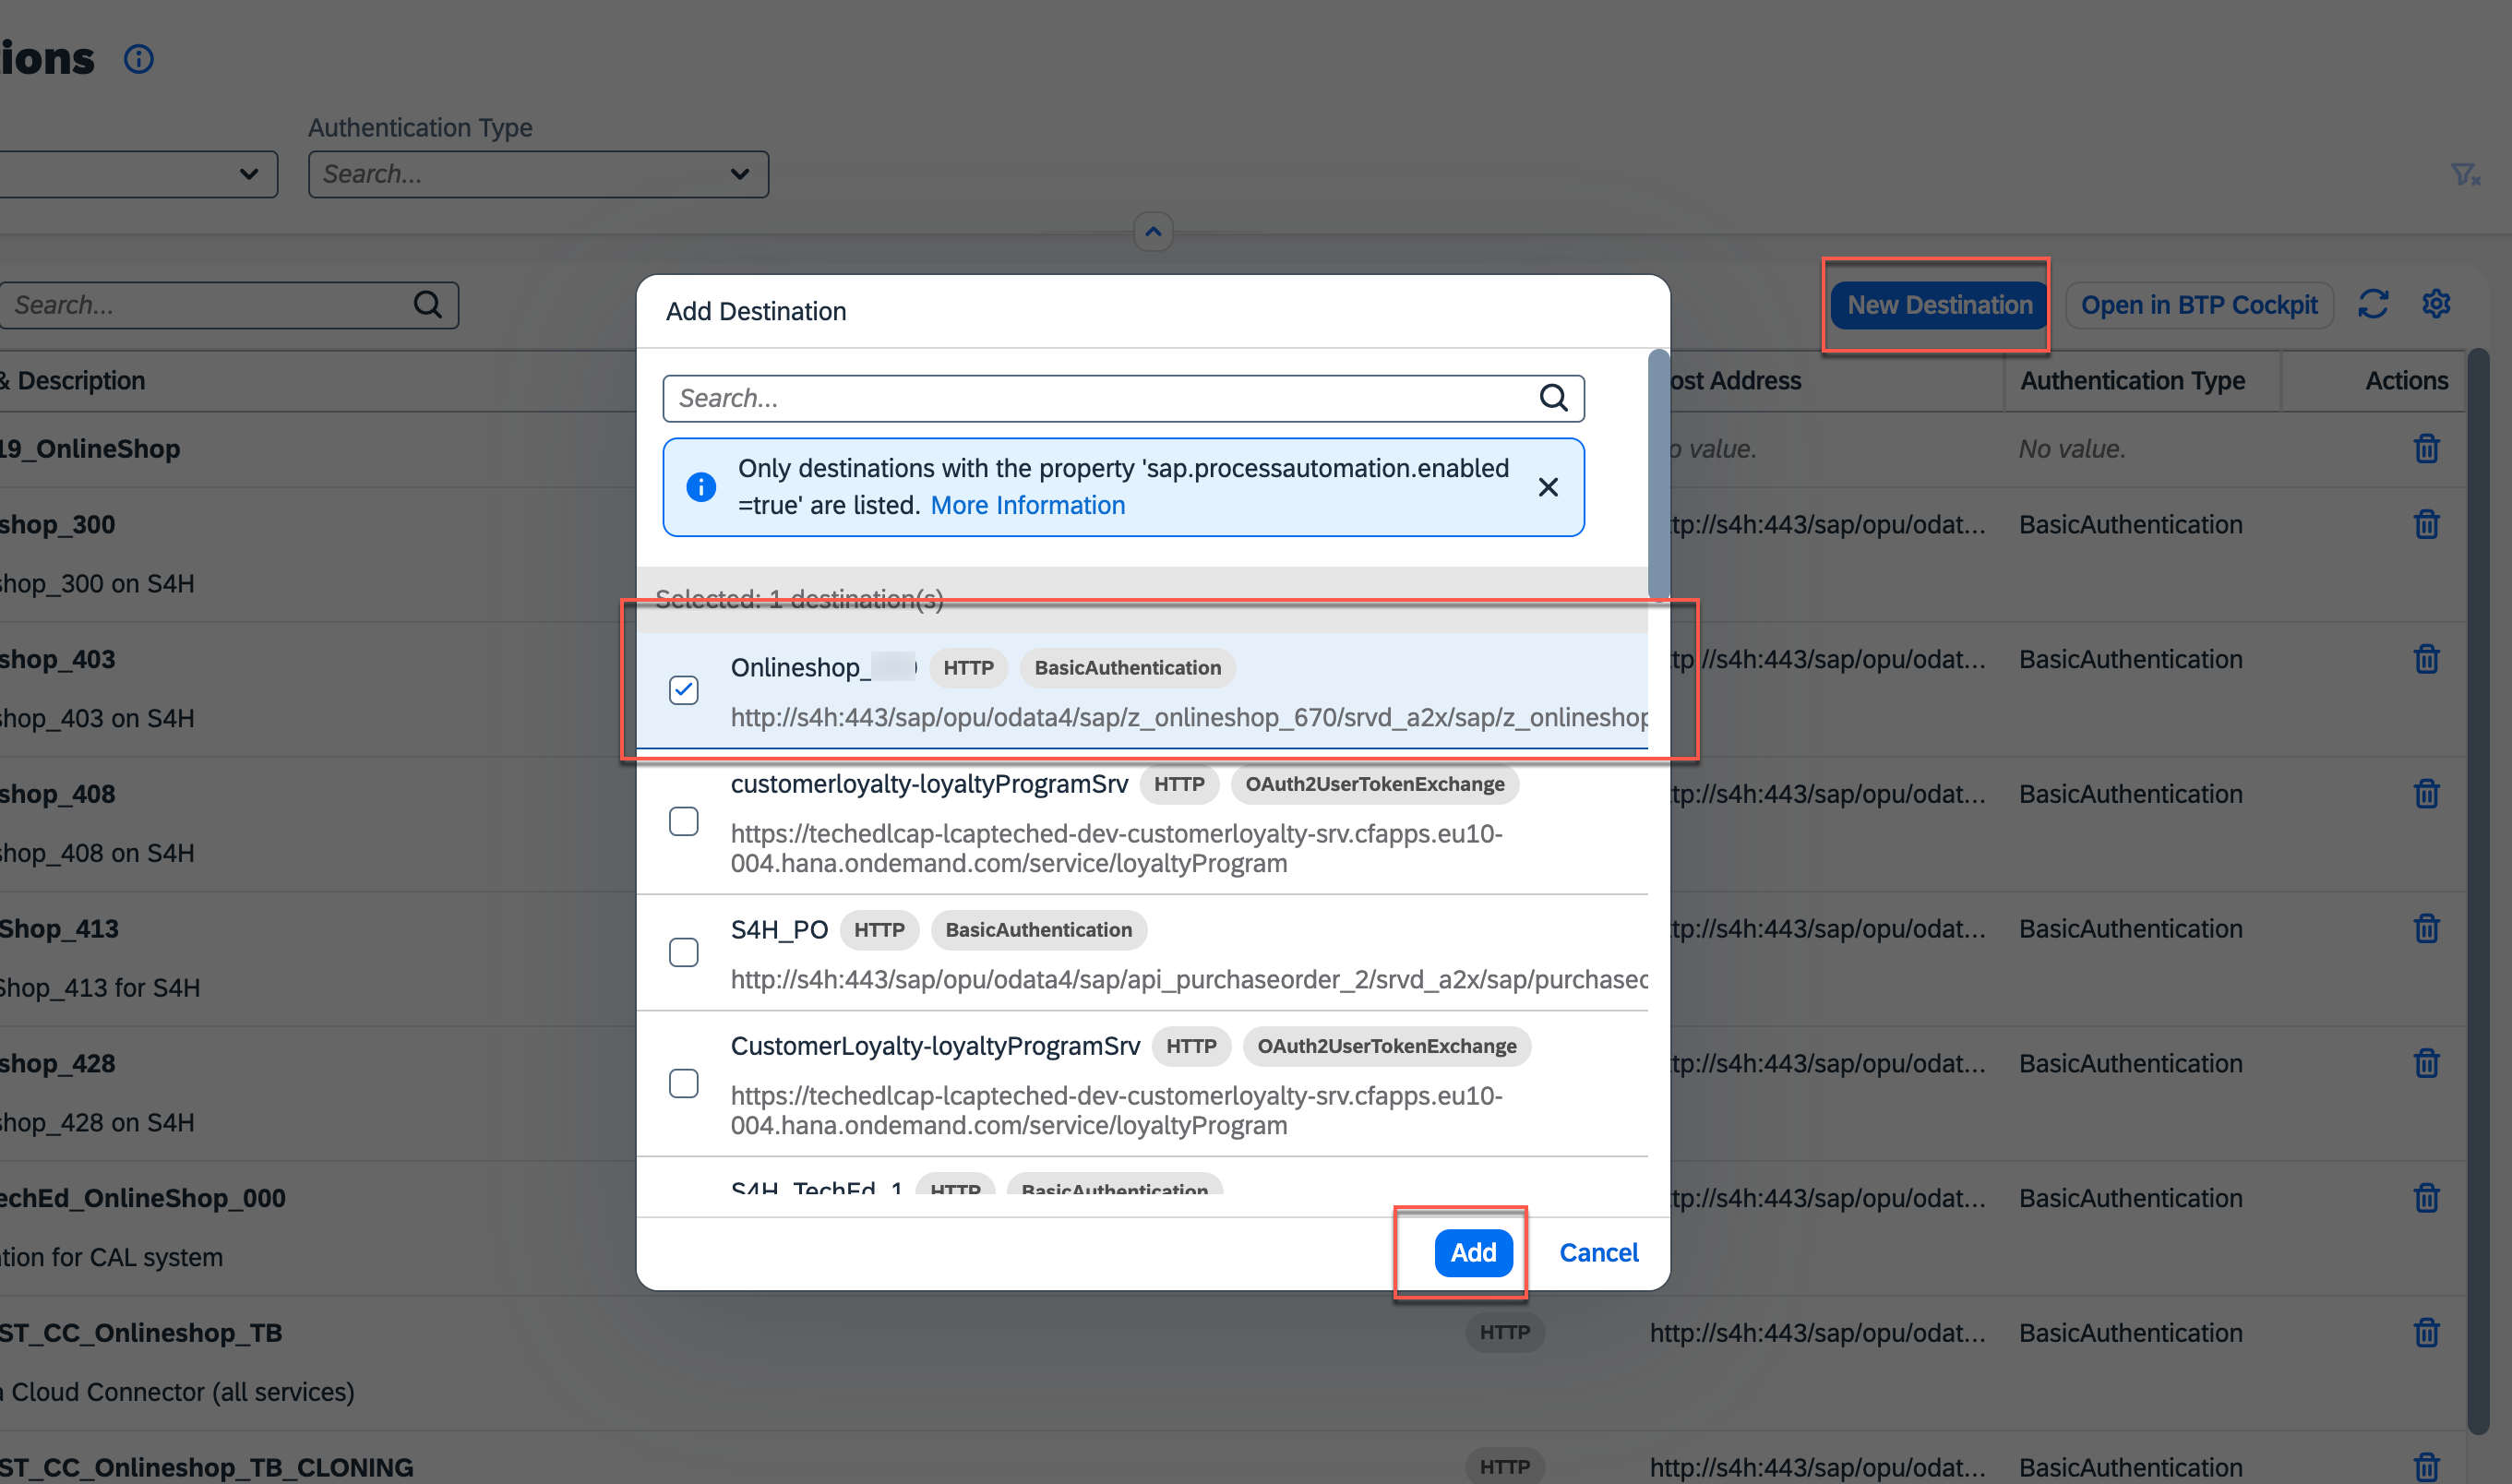 ions
Authentication Type
Search...
Search...
New Destination
Open in BTP Cockpit
& Description
ost Address
Authentication Type
Actions
19_OnlineShop
o value.
No value.
shop_300
tp://s4h:443/sap/opu/odat...
BasicAuthentication
shop_300 on S4H
shop_403
tp://s4h:443/sap/opu/odat...
BasicAuthentication
shop_403 on S4H
shop_408
tp://s4h:443/sap/opu/odat...
BasicAuthentication
shop_408 on S4H
Shop_413
tp://s4h:443/sap/opu/odat...
BasicAuthentication
Shop_413 for S4H
shop_428
tp://s4h:443/sap/opu/odat...
BasicAuthentication
shop_428 on S4H
echEd_OnlineShop_000
tp://s4h:443/sap/opu/odat...
BasicAuthentication
tion for CAL system
ST_CC_Onlineshop_TB
HTTP
http://s4h:443/sap/opu/odat...
BasicAuthentication
Cloud Connector (all services)
ST_CC_Onlineshop_TB_CLONING
HTTP
http://s4h:443/sap/opu/odat...
BasicAuthentication
Add Destination
Search...
Only destinations with the property 'sap.processautomation.enabled
=true' are listed. More Information
Selected: 1 destination(s)
Onlineshop_ HTTP BasicAuthentication
http://s4h:443/sap/opu/odata4/sap/z_onlineshop_670/srvd_a2x/sap/z_onlineshop
customerloyalty-loyaltyProgramSrv HTTP OAuth2UserTokenExchange
https://techedlcap-lcapteched-dev-customerloyalty-srv.cfapps.eu10-
004.hana.ondemand.com/service/loyaltyProgram
S4H_PO HTTP BasicAuthentication
http://s4h:443/sap/opu/odata4/sap/api_purchaseorder_2/srvd_a2x/sap/purchaseo
CustomerLoyalty-loyaltyProgramSrv HTTP OAuth2UserTokenExchange
https://techedlcap-lcapteched-dev-customerloyalty-srv.cfapps.eu10-
004.hana.ondemand.com/service/loyaltyProgram
S4H_TechEd_1 HTTP BasicAuthentication
Add
Cancel